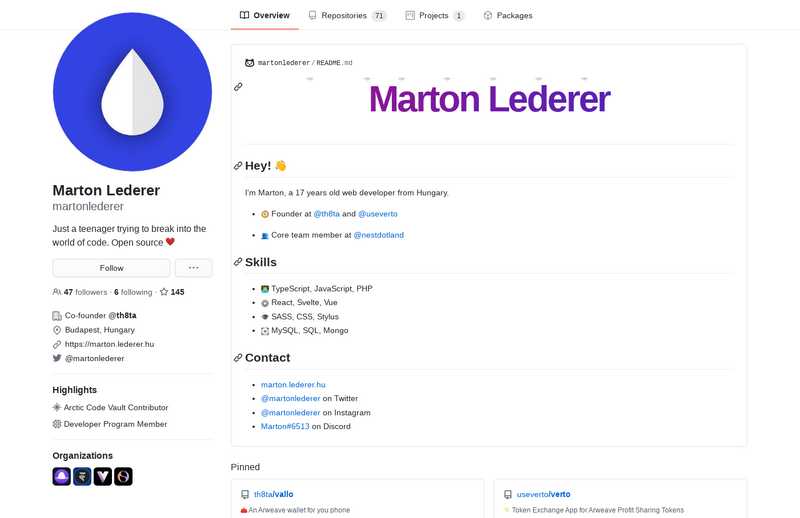 Overview
Repositories 71
Projects 1
Packages
Marton Lederer
martonlederer
Just a teenager trying to break into the
world of code. Open source
Follow
47 followers · 6 following · 145
Co-founder @th8ta
Budapest, Hungary
https://marton.lederer.hu
@martonlederer
Highlights
Arctic Code Vault Contributor
Developer Program Member
Organizations
martonlederer/README.md
Marton Lederer
Hey! 👋
I'm Marton, a 17 years old web developer from Hungary.
Founder at @th8ta and @useverto
Core team member at @nestdotland
Skills
TypeScript, JavaScript, PHP
React, Svelte, Vue
SASS, CSS, Stylus
MySQL, SQL, Mongo
Contact
marton.lederer.hu
@martonlederer on Twitter
@martonlederer on Instagram
Marton#6513 on Discord
Pinned
th8ta/vallo
An Arweave wallet for you phone
useverto/verto
Token Exchange App for Arweave Profit Sharing Tokens